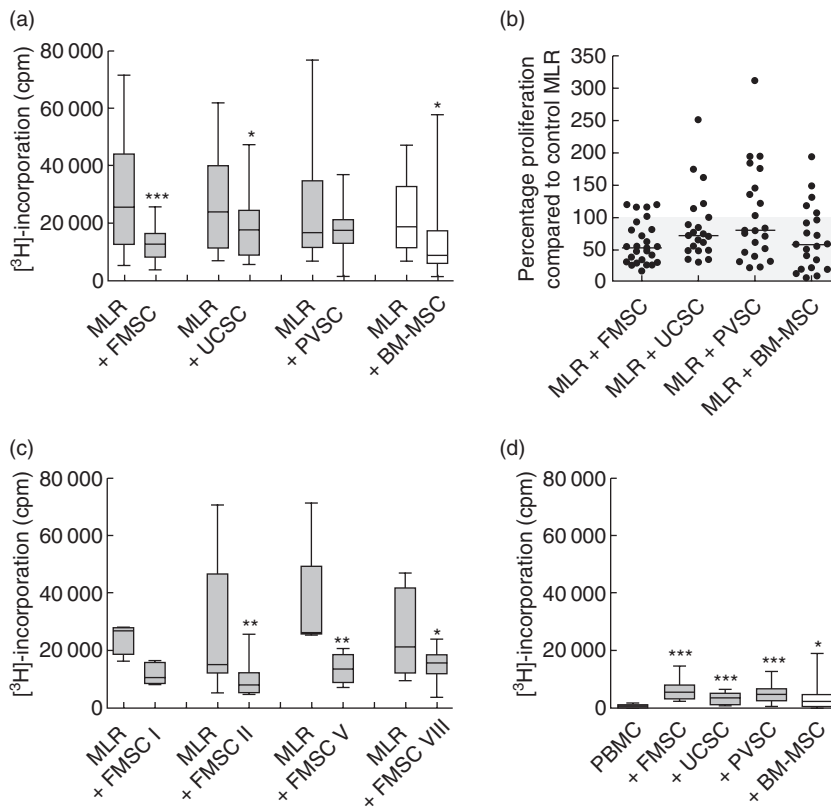 (a)
[³H]-incorporation (cpm)
80 000
60 000
40 000
20 000
0
***
*
*
MLR
+ FMSC
MLR
+ UCSC
MLR
+ PVSC
MLR
+ BM-MSC
(b)
Percentage proliferation
compared to control MLR
350
300
250
200
150
100
50
0
MLR + FMSC
MLR + UCSC
MLR + PVSC
MLR + BM-MSC
(c)
[³H]-incorporation (cpm)
80 000
60 000
40 000
20 000
0
**
**
*
MLR
+ FMSC I
MLR
+ FMSC II
MLR
+ FMSC V
MLR
+ FMSC VIII
(d)
[³H]-incorporation (cpm)
80 000
60 000
40 000
20 000
0
***
***
***
*
PBMC
+ FMSC
+ UCSC
+ PVSC
+ BM-MSC